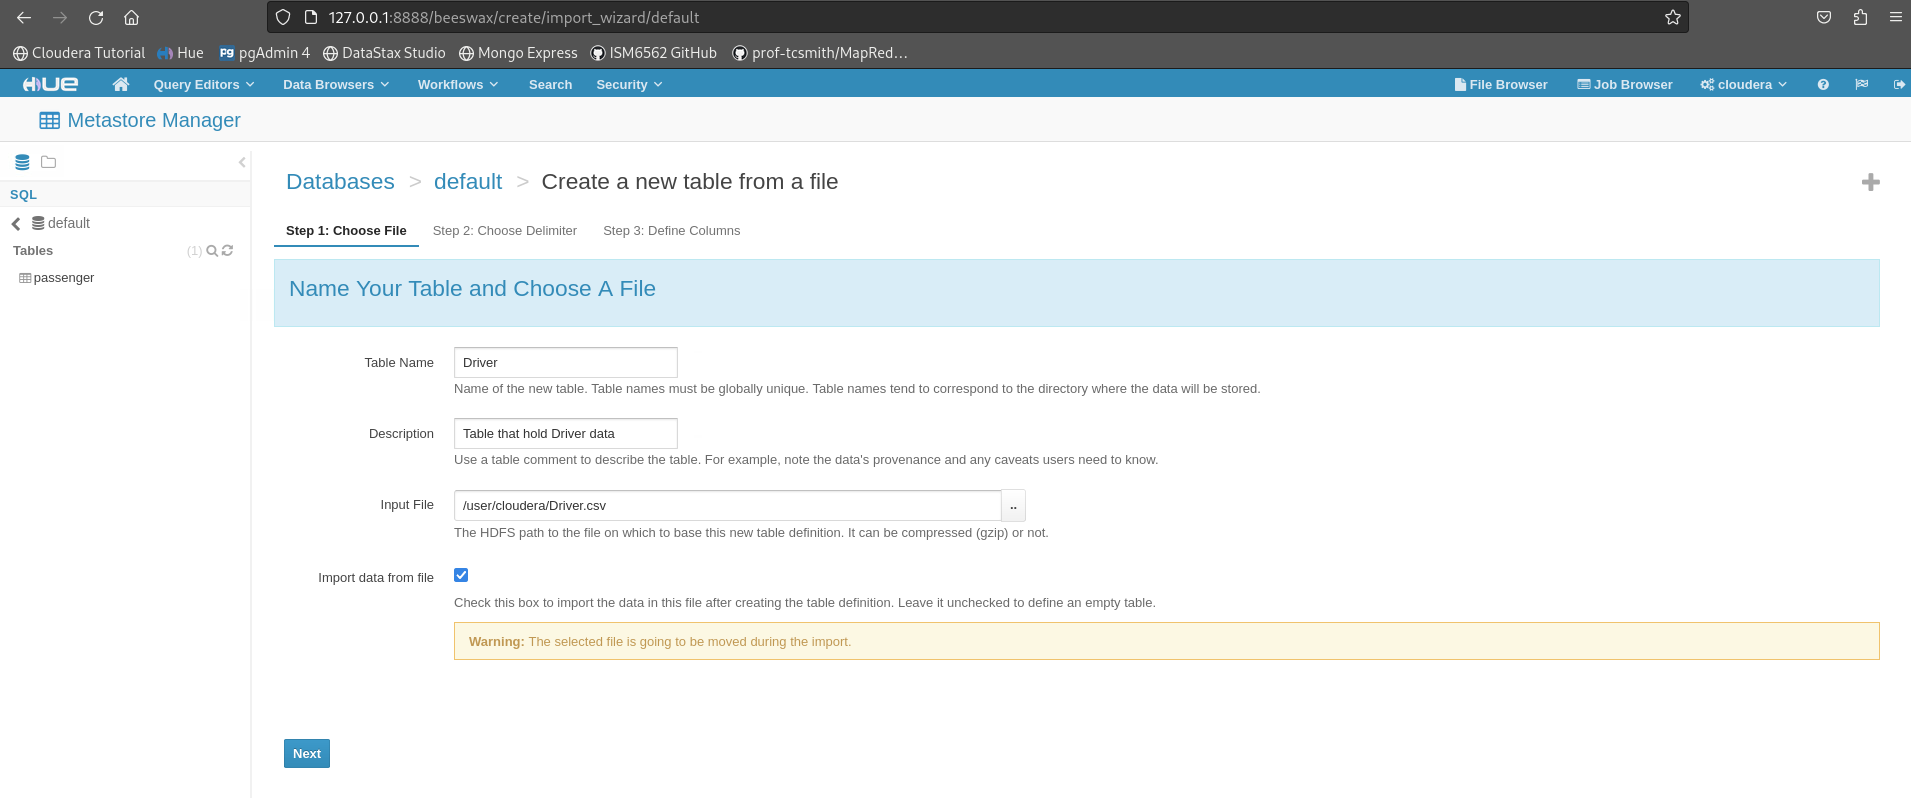 127.0.0.1:8888/beeswax/create/import_wizard/default
Cloudera Tutorial Hue pgAdmin 4 DataStax Studio Mongo Express ISM6562 GitHub prof-tcsmith/MapRed…
HUE Query Editors Data Browsers Workflows Search Security File Browser Job Browser cloudera
Metastore Manager
SQL
default
Tables (1)
passenger
Databases > default > Create a new table from a file
Step 1: Choose File Step 2: Choose Delimiter Step 3: Define Columns
Name Your Table and Choose A File
Table Name Driver
Name of the new table. Table names must be globally unique. Table names tend to correspond to the directory where the data will be stored.
Description Table that hold Driver data
Use a table comment to describe the table. For example, note the data's provenance and any caveats users need to know.
Input File /user/cloudera/Driver.csv ..
The HDFS path to the file on which to base this new table definition. It can be compressed (gzip) or not.
Import data from file
Check this box to import the data in this file after creating the table definition. Leave it unchecked to define an empty table.
Warning: The selected file is going to be moved during the import.
Next